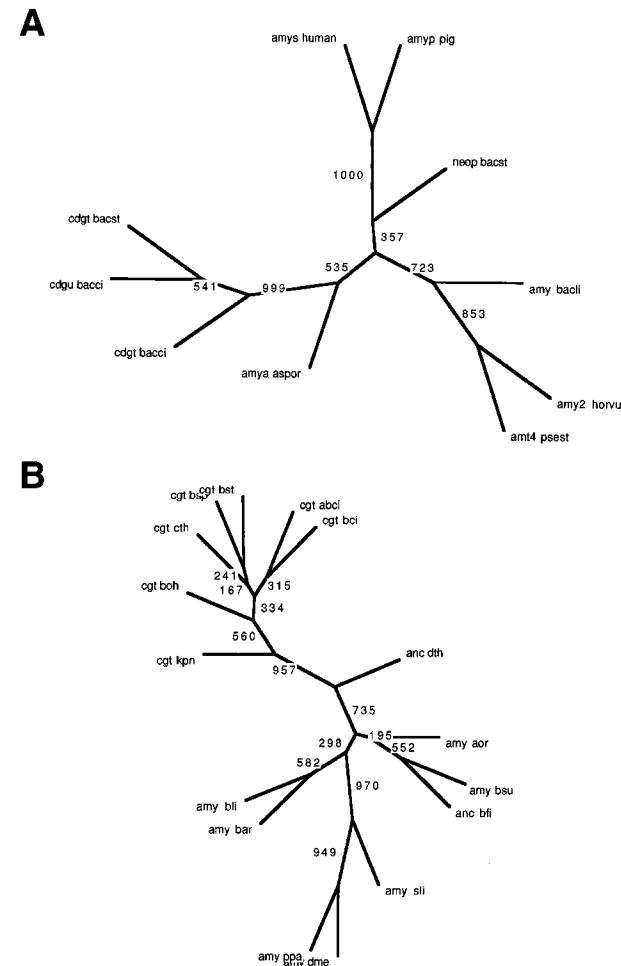 A
amys human
amyp pig
1000
neop bacst
357
cdgt bacst
535
723
541
999
cdgu bacci
amy bacli
853
cdgt bacci
amya aspor
amy2 horvu
amt4 psest
B
cgt bst
cgt abci
cgt bci
cgt cth
241
315
167
cgt boh
334
560
cgt kpn
anc dth
957
735
195
298
amy aor
552
582
970
amy bsu
amy bli
anc bfi
amy bar
949
amy sli
amy ppa
dme